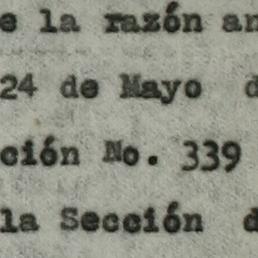 e la razón an
24 de Mayo d
ción No. 339
la Sección d